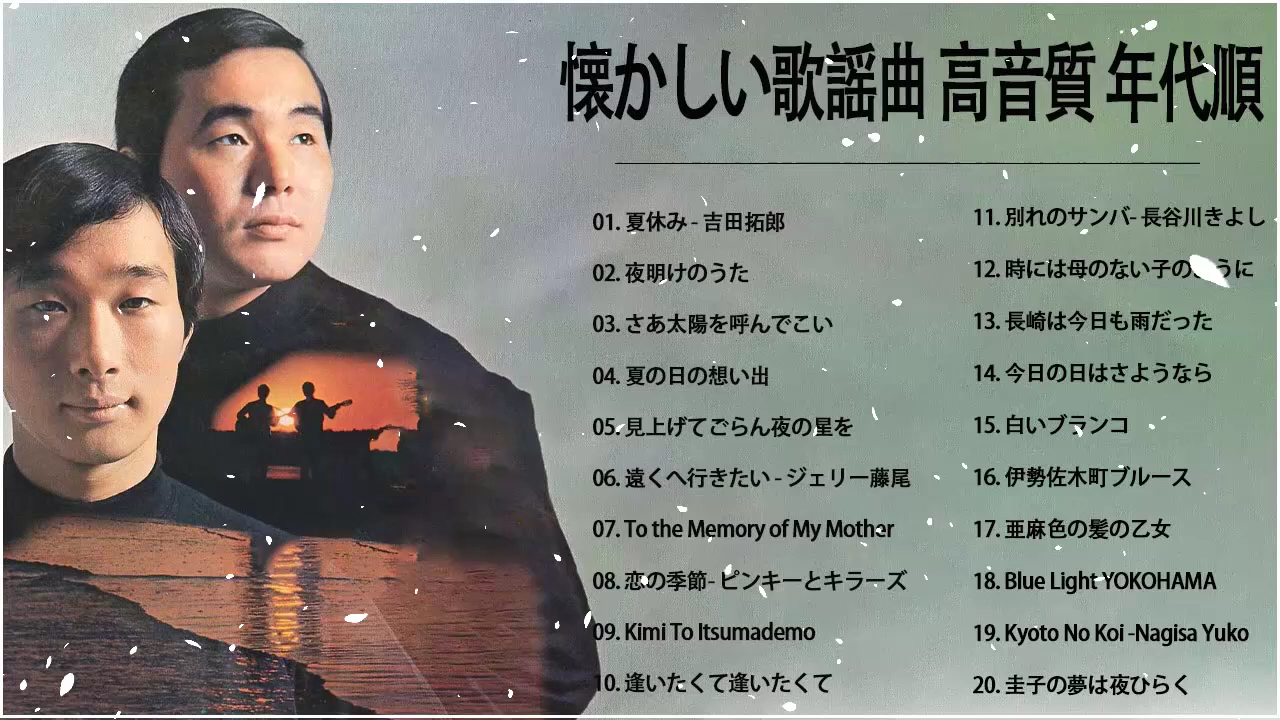 懐かしい歌謡曲 高音質 年代順
01. 夏休み - 吉田拓郎
02. 夜明けのうた
03. さあ太陽を呼んでこい
04. 夏の日の想い出
05. 見上げてごらん夜の星を
06. 遠くへ行きたい - ジェリー藤尾
07. To the Memory of My Mother
08. 恋の季節- ピンキーとキラーズ
09. Kimi To Itsumademo
10. 逢いたくて逢いたくて
11. 別れのサンバ- 長谷川きよし
12. 時には母のない子のように
13. 長崎は今日も雨だった
14. 今日の日はさようなら
15. 白いブランコ
16. 伊勢佐木町ブルース
17. 亜麻色の髪の乙女
18. Blue Light YOKOHAMA
19. Kyoto No Koi -Nagisa Yuko
20. 圭子の夢は夜ひらく